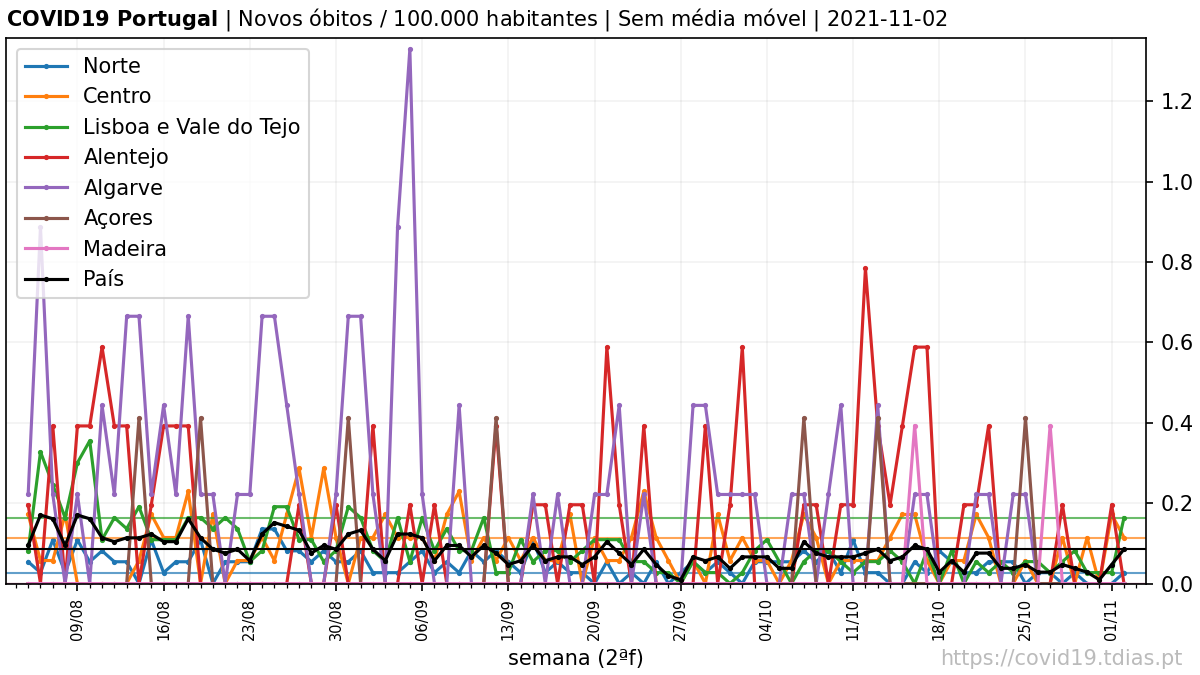 COVID19 Portugal | Novos óbitos / 100.000 habitantes | Sem média móvel | 2021-11-02
Norte
Centro
Lisboa e Vale do Tejo
Alentejo
Algarve
Açores
Madeira
País
1.2
1.0
0.8
0.6
0.4
0.2
0.0
09/08
16/08
23/08
30/08
06/09
13/09
20/09
27/09
04/10
11/10
18/10
25/10
01/11
semana (2ªf)
https://covid19.tdias.pt